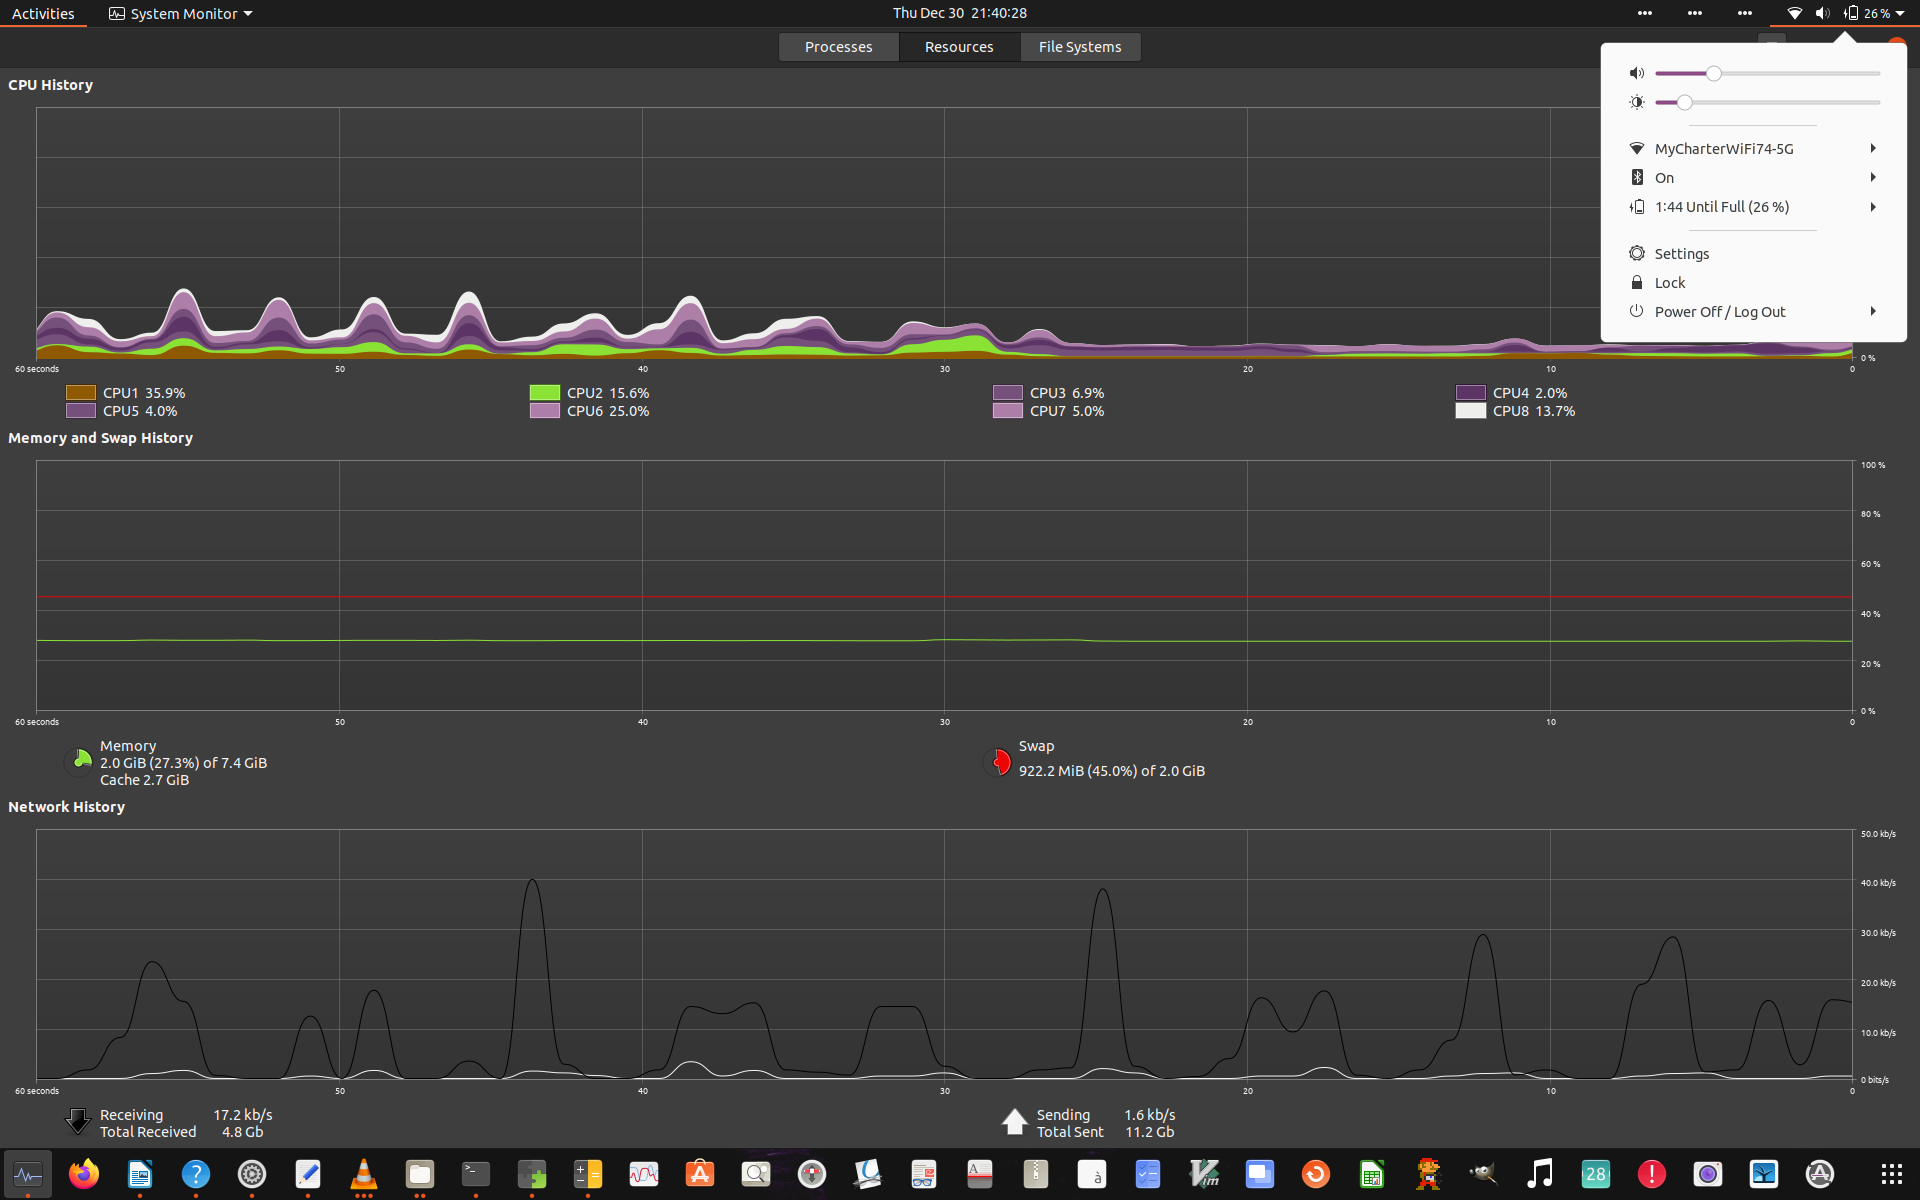 Activities
System Monitor
Thu Dec 30 21:40:28
26 %
Processes
Resources
File Systems
MyCharterWiFi74-5G
On
1:44 Until Full (26 %)
Settings
Lock
Power Off / Log Out
CPU History
0 %
60 seconds 50 40 30 20 10 0
CPU1 35.9% CPU2 15.6% CPU3 6.9% CPU4 2.0%
CPU5 4.0% CPU6 25.0% CPU7 5.0% CPU8 13.7%
Memory and Swap History
100 %
80 %
60 %
40 %
20 %
0 %
60 seconds 50 40 30 20 10 0
Memory
2.0 GiB (27.3%) of 7.4 GiB
Cache 2.7 GiB
Swap
922.2 MiB (45.0%) of 2.0 GiB
Network History
50.0 kb/s
40.0 kb/s
30.0 kb/s
20.0 kb/s
10.0 kb/s
0 bits/s
60 seconds 50 40 30 20 10 0
Receiving 17.2 kb/s
Total Received 4.8 Gb
Sending 1.6 kb/s
Total Sent 11.2 Gb
?
>_
A
à
Vim
28
!